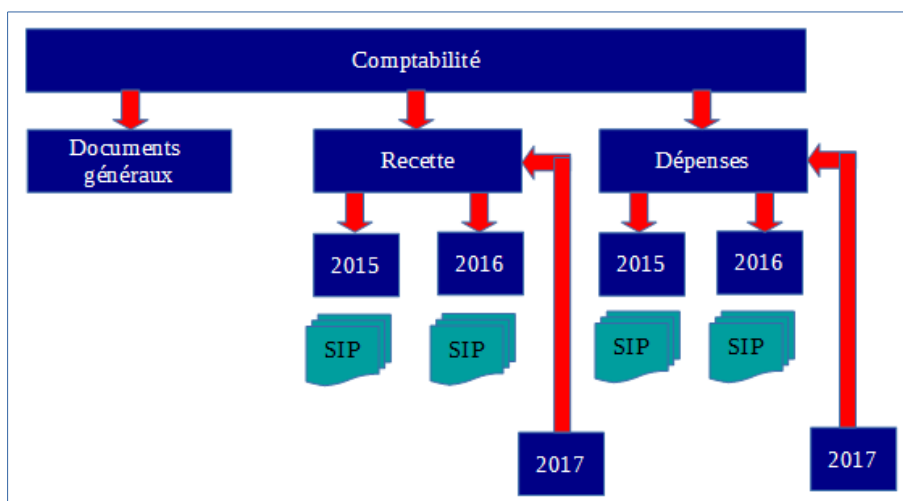 Comptabilité
Documents
généraux
Recette
Dépenses
2015
2016
2015
2016
SIP
SIP
SIP
SIP
2017
2017